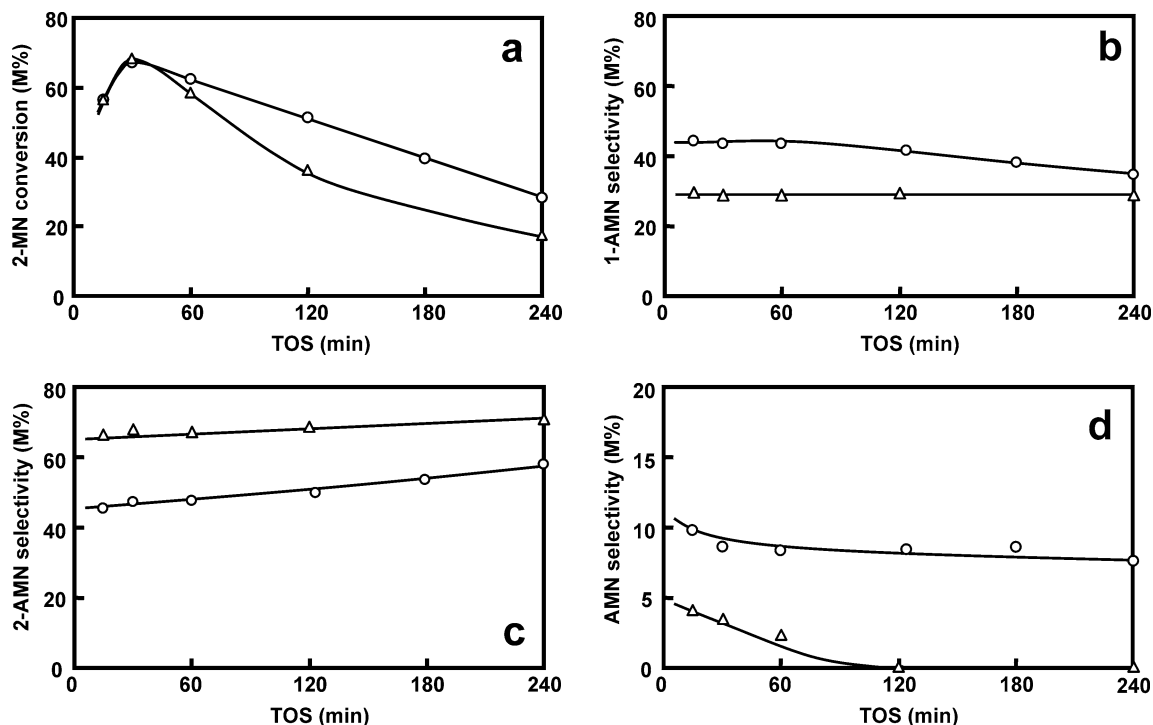 80
60
40
20
0
2-MN conversion (M%)
a
0 60 120 180 240
TOS (min)
80
60
40
20
0
1-AMN selectivity (M%)
b
0 60 120 180 240
TOS (min)
80
60
40
20
0
2-AMN selectivity (M%)
c
0 60 120 180 240
TOS (min)
20
15
10
5
0
AMN selectivity (M%)
d
0 60 120 180 240
TOS (min)